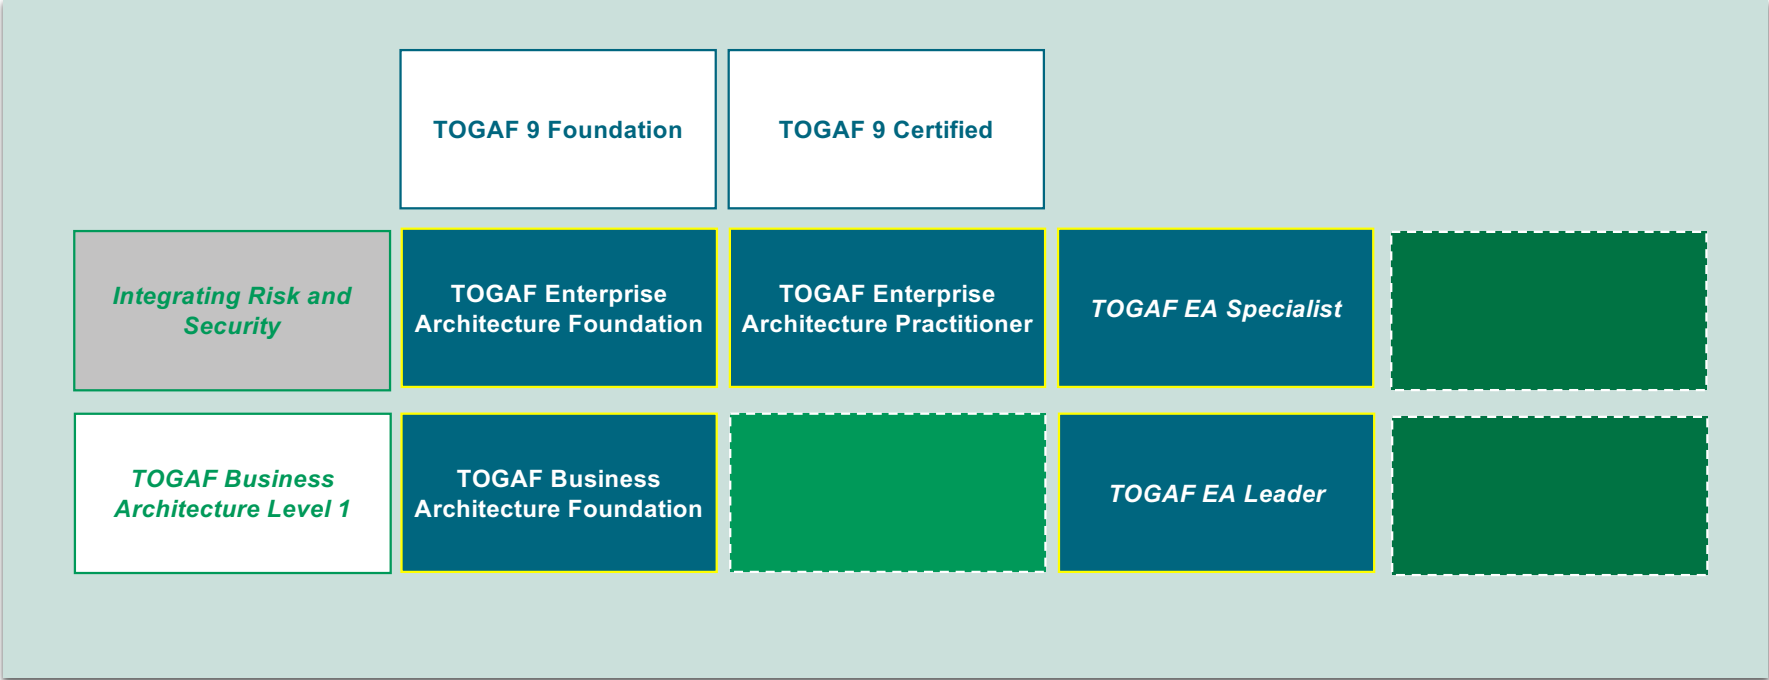 TOGAF 9 Foundation
TOGAF 9 Certified
Integrating Risk and
Security
TOGAF Enterprise
Architecture Foundation
TOGAF Enterprise
Architecture Practitioner
TOGAF EA Specialist
TOGAF Business
Architecture Level 1
TOGAF Business
Architecture Foundation
TOGAF EA Leader